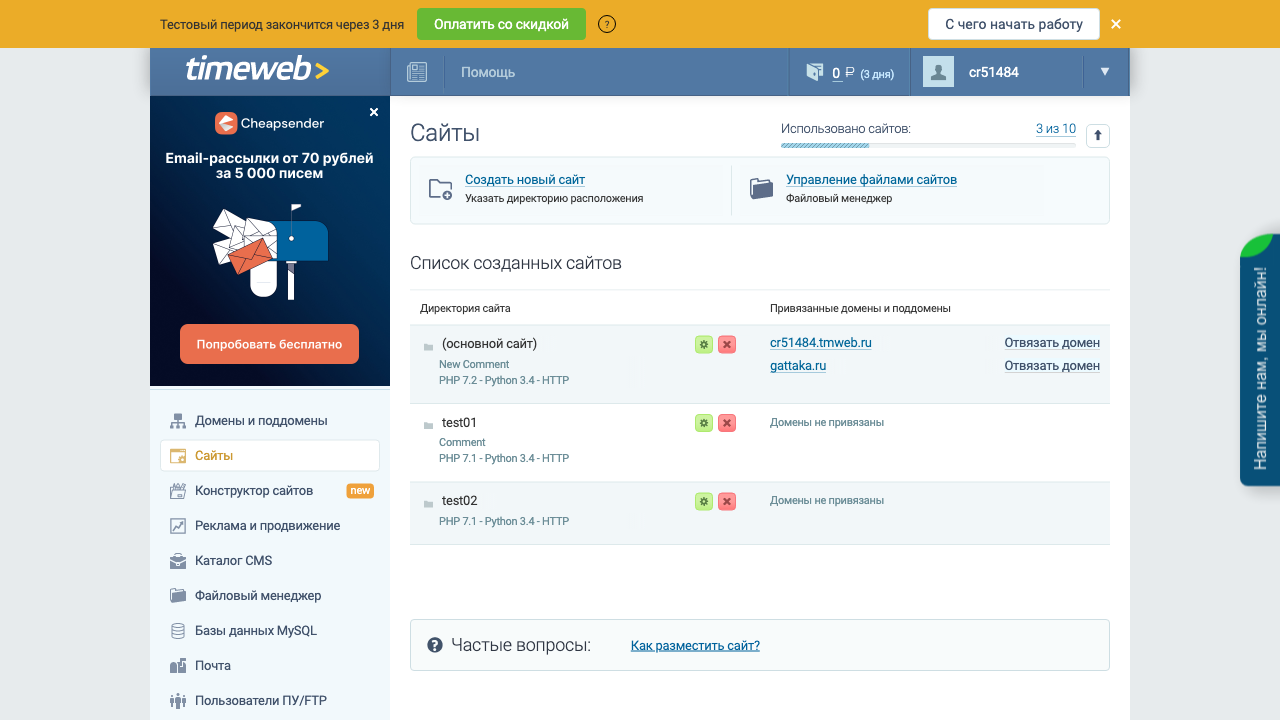 Тестовый период закончится через 3 дня
Оплатить со скидкой
?
С чего начать работу
timeweb>
Помощь
0 ₽ (3 дня)
cr51484
Cheapsender
Email-рассылки от 70 рублей
за 5 000 писем
Попробовать бесплатно
Домены и поддомены
Сайты
Конструктор сайтов
new
Реклама и продвижение
Каталог CMS
Файловый менеджер
Базы данных MySQL
Почта
Пользователи ПУ/FTP
Сайты
Использовано сайтов:
3 из 10
Создать новый сайт
Указать директорию расположения
Управление файлами сайтов
Файловый менеджер
Список созданных сайтов
Директория сайта
Привязанные домены и поддомены
(основной сайт)
New Comment
PHP 7.2 - Python 3.4 - HTTP
cr51484.tmweb.ru
Отвязать домен
gattaka.ru
Отвязать домен
test01
Comment
PHP 7.1 - Python 3.4 - HTTP
Домены не привязаны
test02
PHP 7.1 - Python 3.4 - HTTP
Домены не привязаны
? Частые вопросы:
Как разместить сайт?
Напишите нам, мы онлайн!